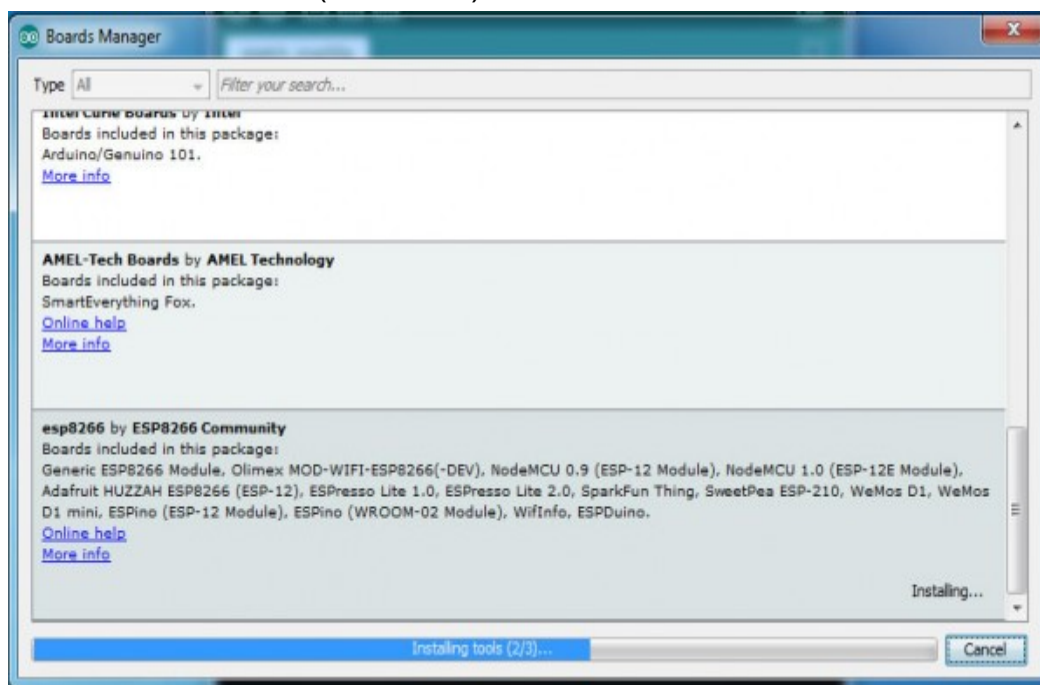 Boards Manager
Type All Filter your search...
Intel Curie Boards by Intel
Boards included in this package:
Arduino/Genuino 101.
More info
AMEL-Tech Boards by AMEL Technology
Boards included in this package:
SmartEverything Fox.
Online help
More info
esp8266 by ESP8266 Community
Boards included in this package:
Generic ESP8266 Module, Olimex MOD-WIFI-ESP8266(-DEV), NodeMCU 0.9 (ESP-12 Module), NodeMCU 1.0 (ESP-12E Module),
Adafruit HUZZAH ESP8266 (ESP-12), ESPresso Lite 1.0, ESPresso Lite 2.0, SparkFun Thing, SweetPea ESP-210, WeMos D1, WeMos
D1 mini, ESPino (ESP-12 Module), ESPino (WROOM-02 Module), WifInfo, ESPDuino.
Online help
More info
Installing...
Installing tools (2/3)...
Cancel